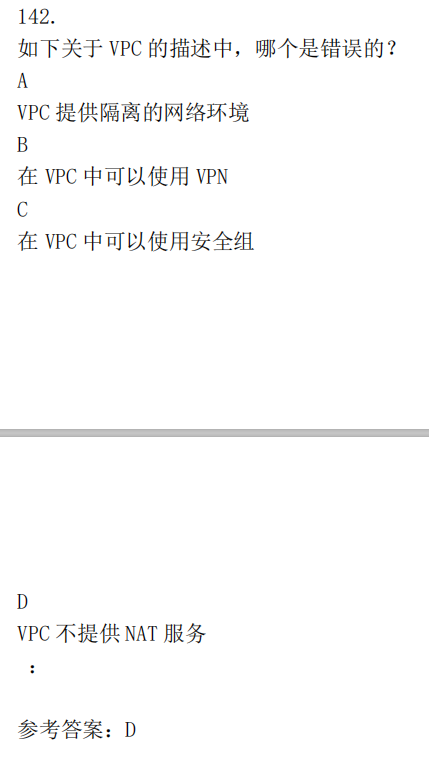 142.
如下关于 VPC 的描述中，哪个是错误的？
A
VPC 提供隔离的网络环境
B
在 VPC 中可以使用 VPN
C
在 VPC 中可以使用安全组
D
VPC 不提供 NAT 服务
：
参考答案：D